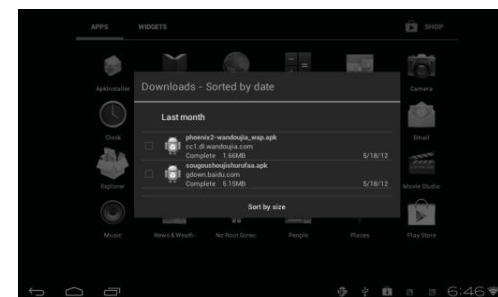 APPS WIDGETS SHOP
ApkInstaller Camera
Downloads - Sorted by date
Last month
Clock Email
phoenix2-wandoujia_wap.apk
cc1.dl.wandoujia.com
Complete 1.66MB 5/18/12
sougoushoujishurufaa.apk
gdown.baidu.com
Complete 5.15MB 5/18/12
Explorer Movie Studio
Sort by size
Music News & Weath No Root Scree People Places Play Store
6:46